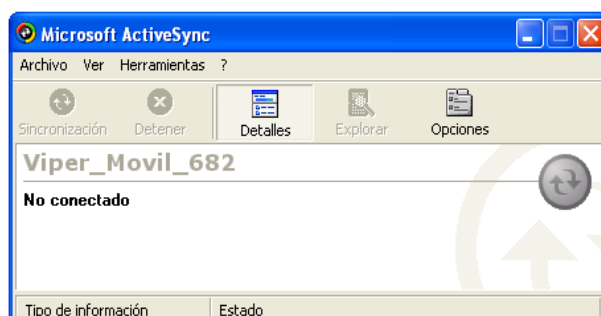 Microsoft ActiveSync
Archivo Ver Herramientas ?
Sincronización Detener Detalles Explorar Opciones
Viper_Movil_682
No conectado
Tipo de información Estado